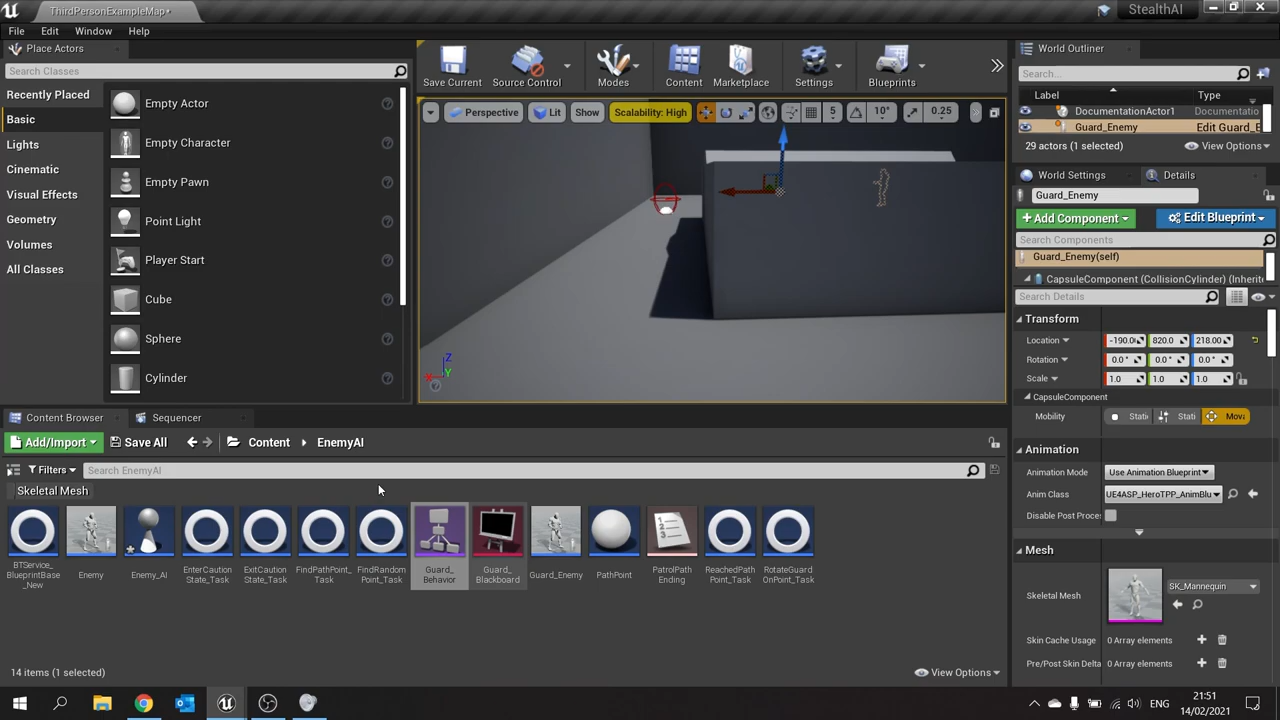 ThirdPersonExampleMap*
StealthAI
File Edit Window Help
Place Actors
Search Classes
Recently Placed
Basic
Lights
Cinematic
Visual Effects
Geometry
Volumes
All Classes
Empty Actor
Empty Character
Empty Pawn
Point Light
Player Start
Cube
Sphere
Cylinder
Save Current
Source Control
Modes
Content
Marketplace
Settings
Blueprints
Perspective Lit Show Scalability: High 5 10° 0.25
Z
X Y
World Outliner
Search...
Label Type
DocumentationActor1 Documentatio
Guard_Enemy Edit Guard_E
29 actors (1 selected) View Options
World Settings Details
Guard_Enemy
+ Add Component Edit Blueprint
Search Components
Guard_Enemy(self)
CapsuleComponent (CollisionCylinder) (Inherite
Search Details
Transform
Location -190.0 820.0 218.00
Rotation 0.0 ° 0.0 ° 0.0 °
Scale 1.0 1.0 1.0
CapsuleComponent
Mobility Stati Stati Mova
Animation
Animation Mode Use Animation Blueprint
Anim Class UE4ASP_HeroTPP_AnimBlu
Disable Post Proces
Mesh
Skeletal Mesh SK_Mannequin
Skin Cache Usage 0 Array elements
Pre/Post Skin Delta 0 Array elements
Content Browser Sequencer
Add/Import Save All Content EnemyAI
Filters Search EnemyAI
Skeletal Mesh
BTService_
BlueprintBase
_New
Enemy
Enemy_AI
EnterCaution
State_Task
ExitCaution
State_Task
FindPathPoint_
Task
FindRandom
Point_Task
Guard_
Behavior
Guard_
Blackboard
Guard_Enemy
PathPoint
PatrolPath
Ending
ReachedPath
Point_Task
RotateGuard
OnPoint_Task
14 items (1 selected) View Options
ENG
21:51
14/02/2021